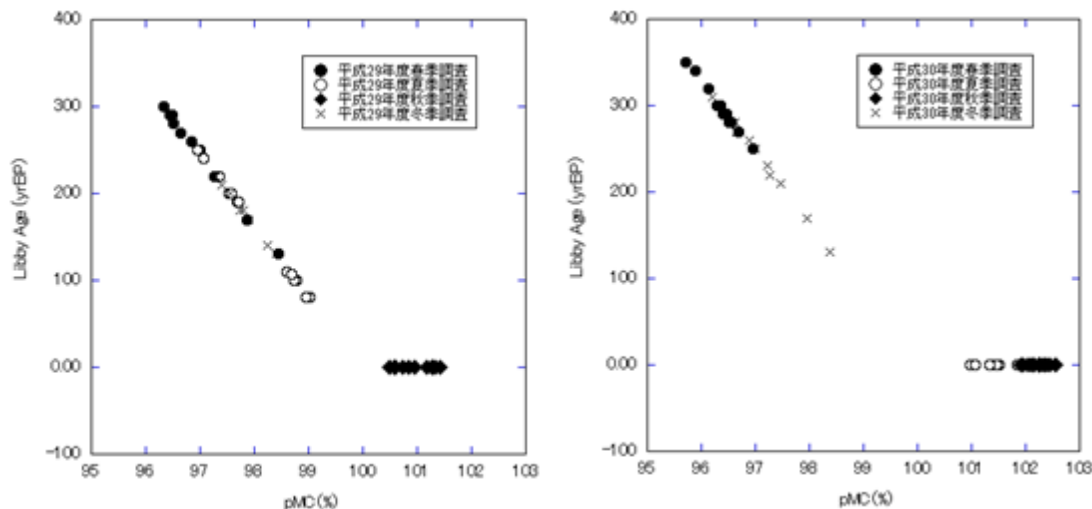 400
300
200
100
0.00
-100
95
96
97
98
99
100
101
102
103
Libby Age (yrBP)
pMC(%)
平成29年度春季調査
平成29年度夏季調査
平成29年度秋季調査
平成29年度冬季調査
400
300
200
100
0.00
-100
95
96
97
98
99
100
101
102
103
Libby Age (yrBP)
pMC(%)
平成30年度春季調査
平成30年度夏季調査
平成30年度秋季調査
平成30年度冬季調査